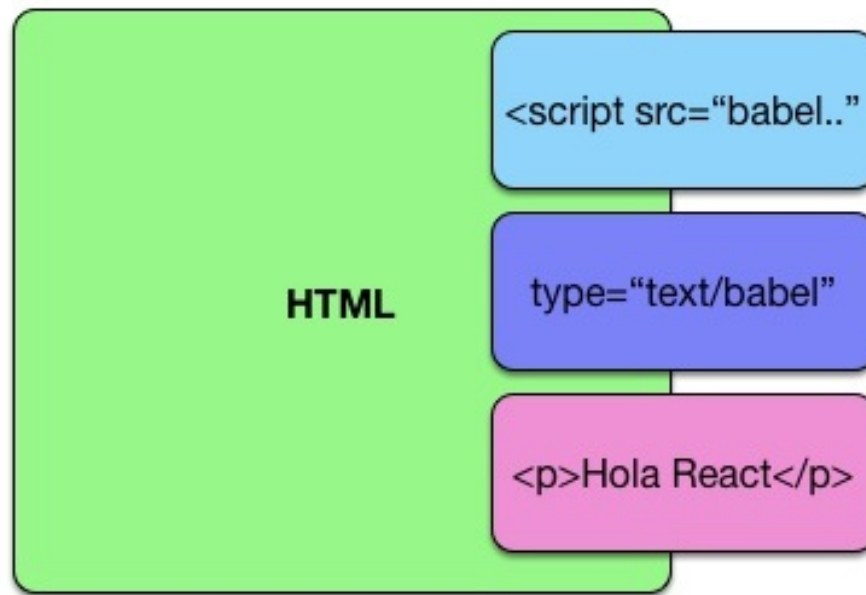 <script src=“babel..”
HTML
type=“text/babel”
<p>Hola React</p>